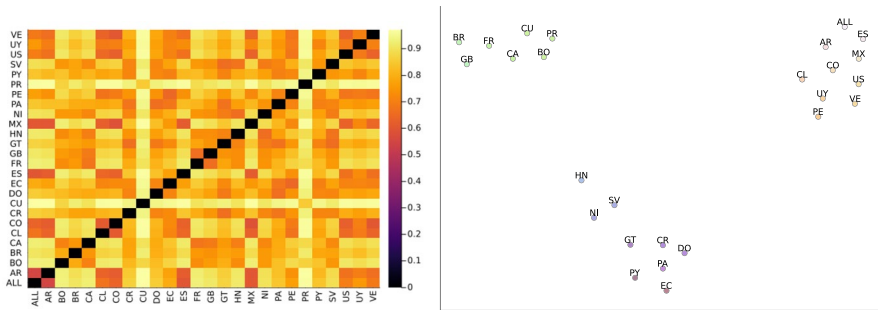 VE
UY
US
SV
PY
PR
PE
PA
NI
MX
HN
GT
GB
FR
ES
EC
DO
CU
CR
CO
CL
CA
BR
BO
AR
ALL
ALL AR BO BR CA CL CO CR CU DO EC ES FR GB GT HN MX NI PA PE PR PY SV US UY VE
0.9
0.8
0.7
0.6
0.5
0.4
0.3
0.2
0.1
0
BR FR CU PR
GB CA BO
ALL
AR ES
MX
CL CO
US
UY VE
PE
HN
SV
NI
GT CR DO
PA
PY
EC